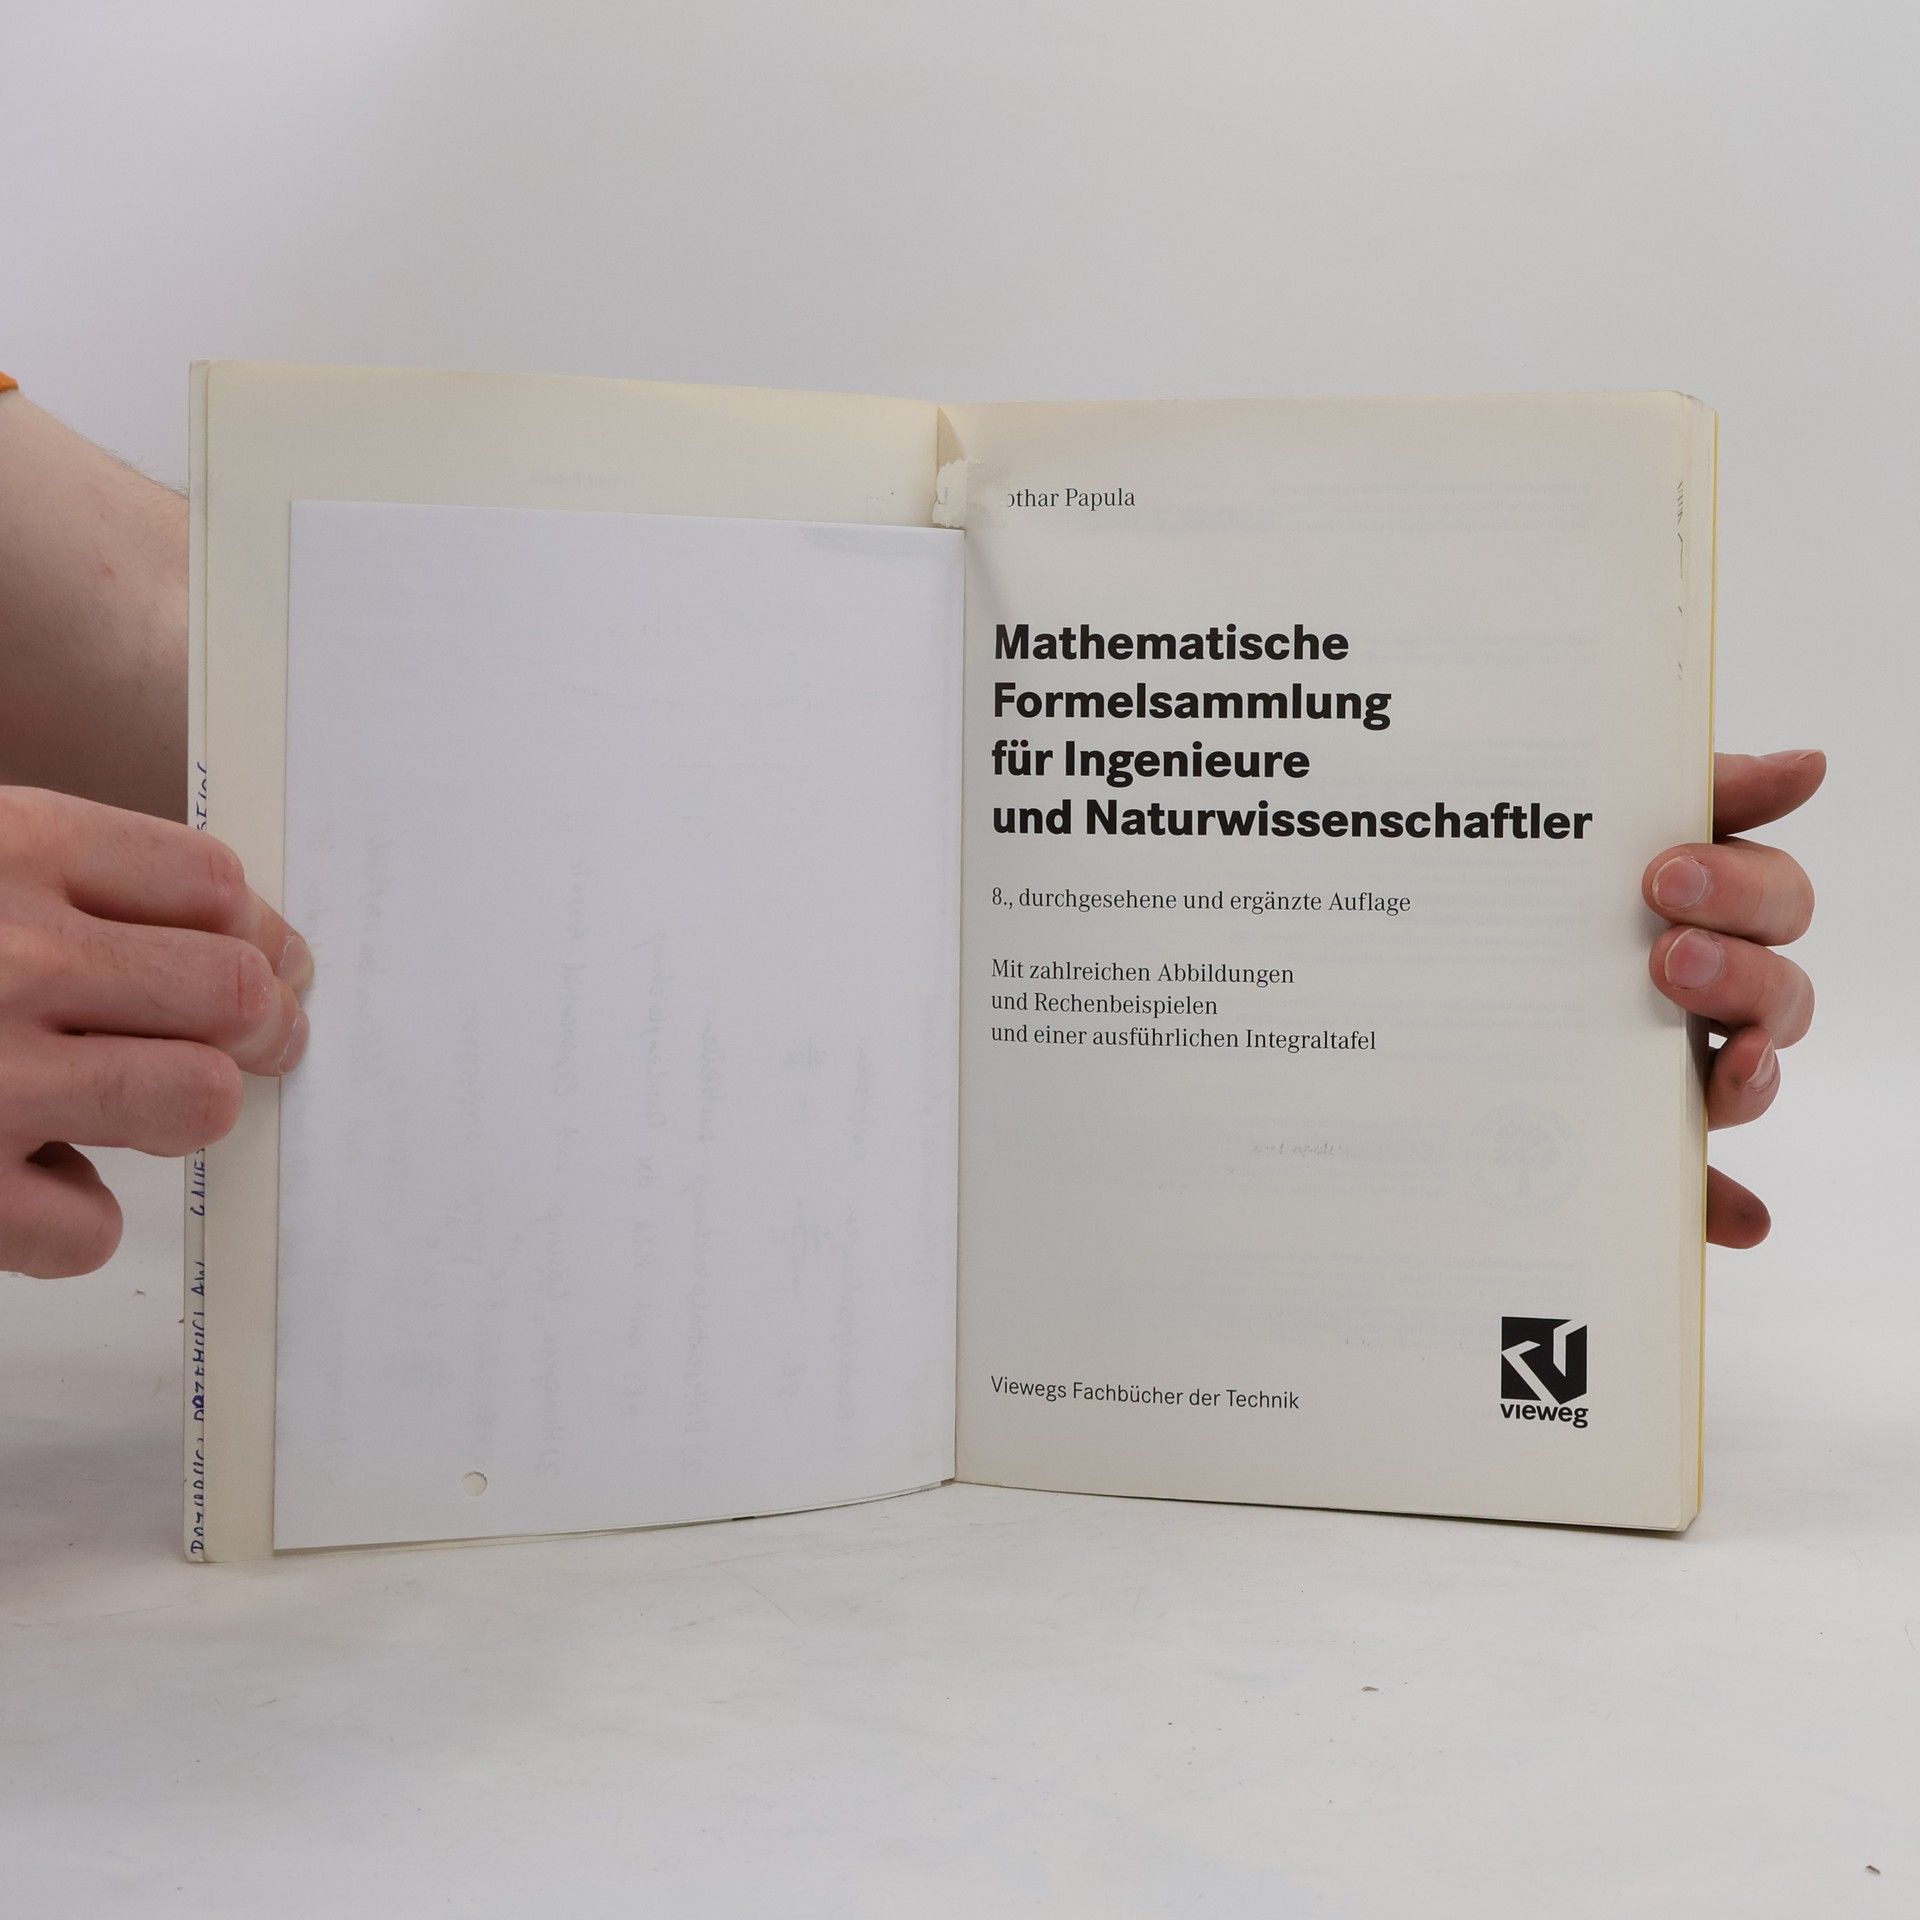 othar Papula
Mathematische
Formelsammlung
für Ingenieure
und Naturwissenschaftler
8., durchgesehene und ergänzte Auflage
Mit zahlreichen Abbildungen
und Rechenbeispielen
und einer ausführlichen Integraltafel
Viewegs Fachbücher der Technik
vieweg